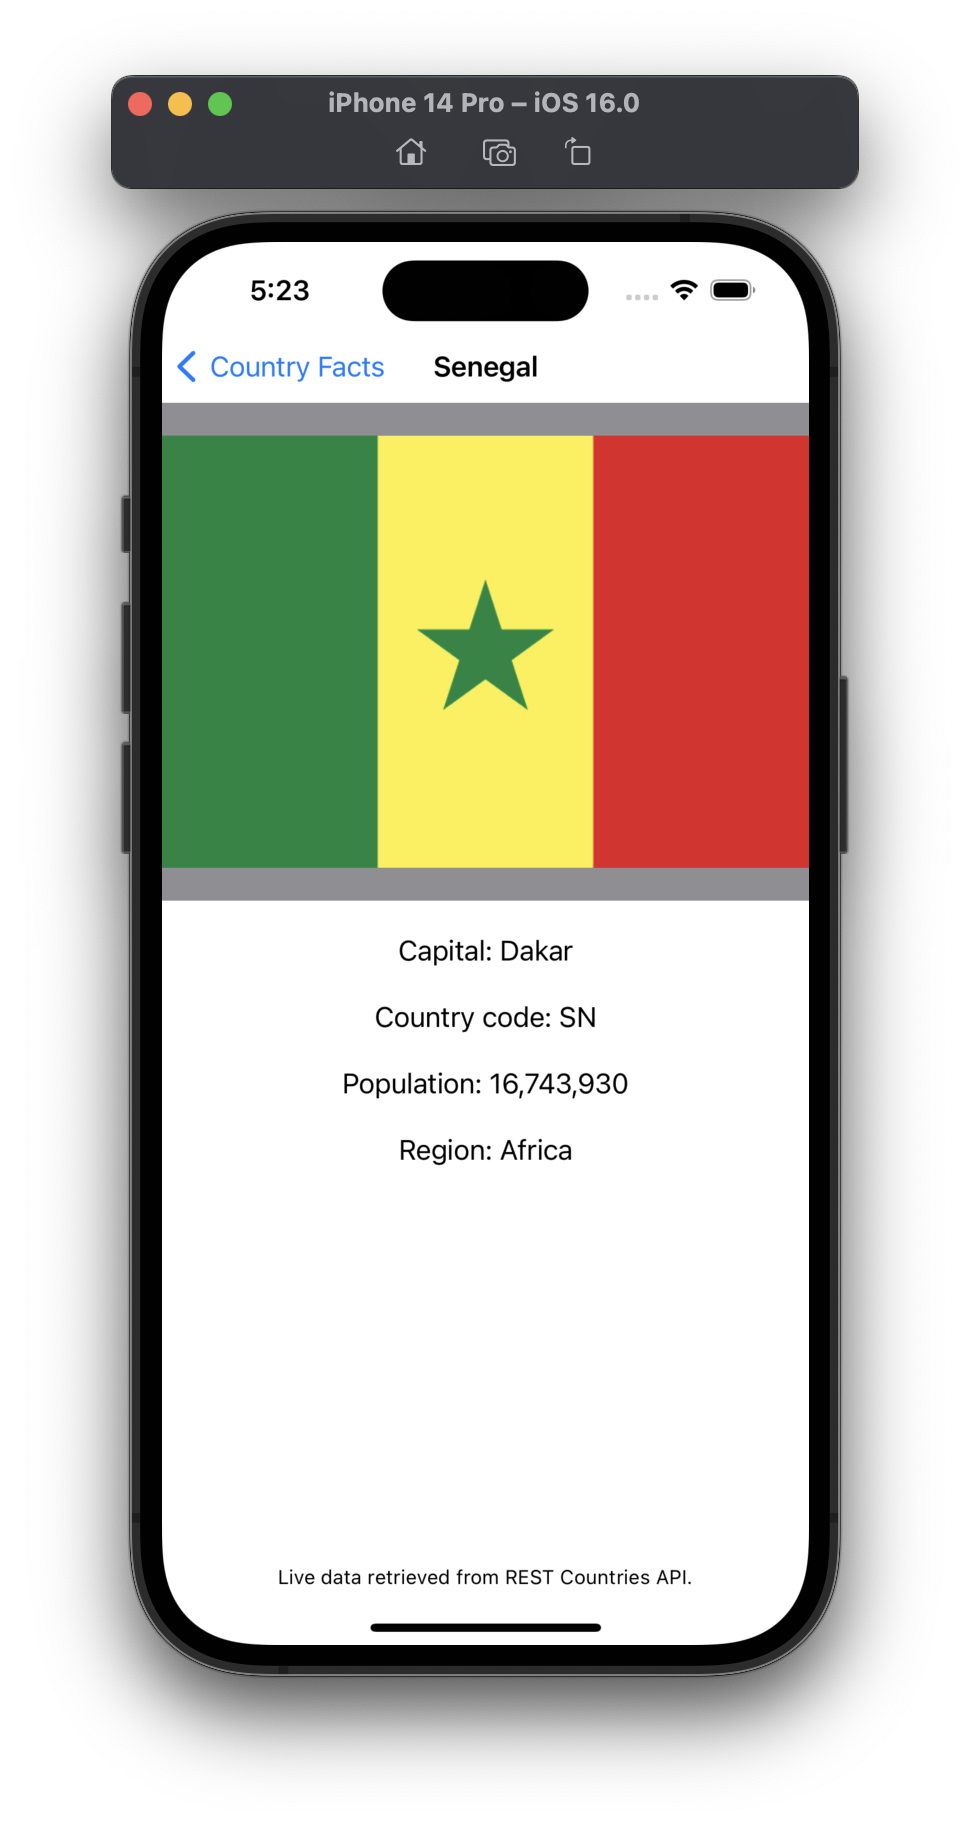 iPhone 14 Pro – iOS 16.0
5:23
Country Facts Senegal
Capital: Dakar
Country code: SN
Population: 16,743,930
Region: Africa
Live data retrieved from REST Countries API.